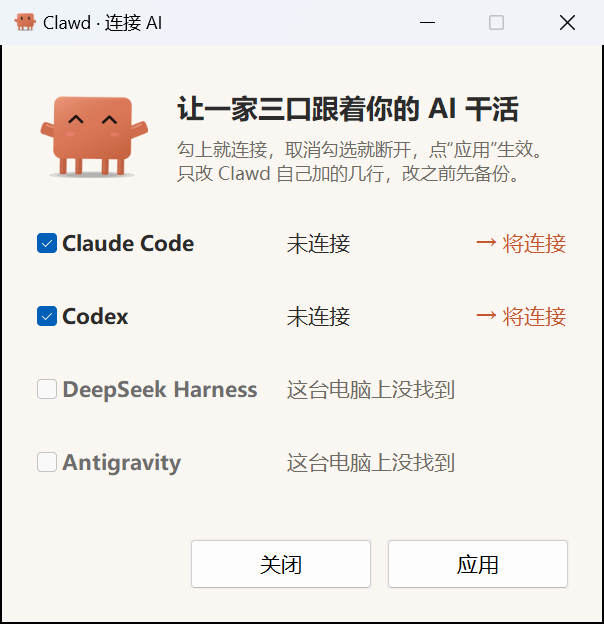 Clawd · 连接 AI
让一家三口跟着你的 AI 干活
勾上就连接，取消勾选就断开，点“应用”生效。
只改 Clawd 自己加的几行，改之前先备份。
Claude Code 未连接 → 将连接
Codex 未连接 → 将连接
DeepSeek Harness 这台电脑上没找到
Antigravity 这台电脑上没找到
关闭 应用